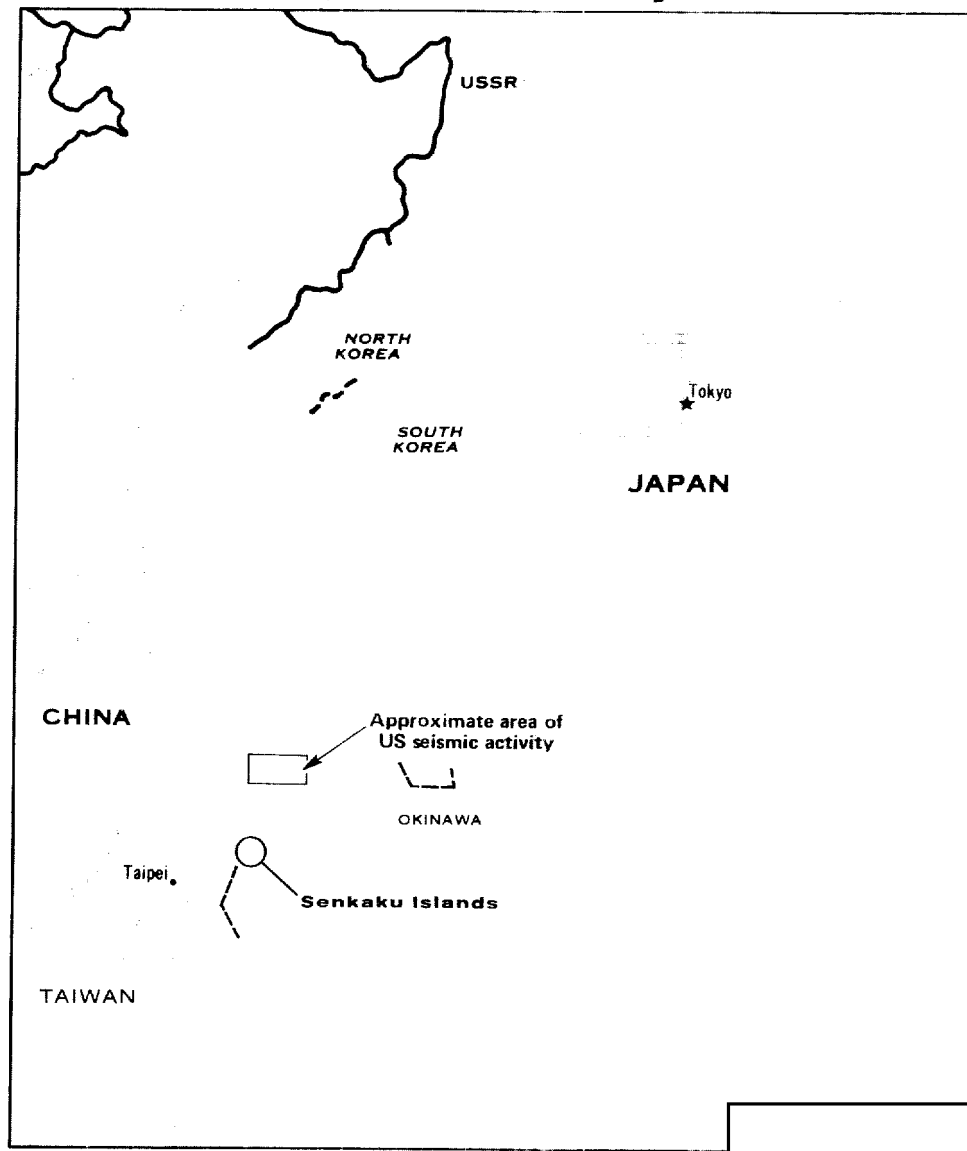 USSR
NORTH
KOREA
Tokyo
SOUTH
KOREA
JAPAN
CHINA
Approximate area of
US seismic activity
OKINAWA
Taipei
Senkaku Islands
TAIWAN